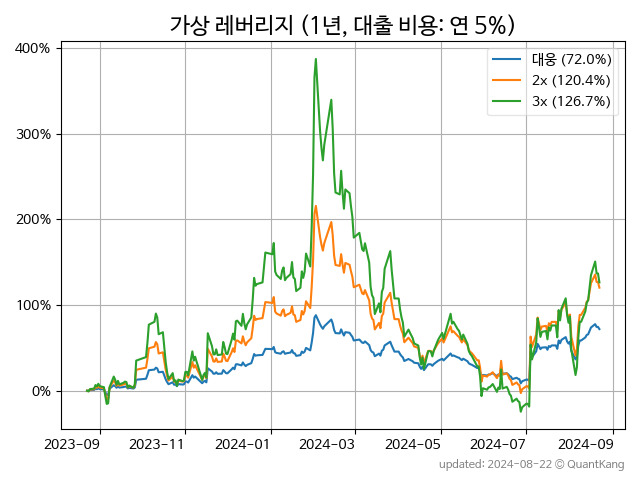 가상 레버리지 (1년, 대출 비용: 연 5%)
400%
300%
200%
100%
0%
대웅 (72.0%)
2x (120.4%)
3x (126.7%)
2023-09
2023-11
2024-01
2024-03
2024-05
2024-07
2024-09
updated: 2024-08-22 © QuantKang